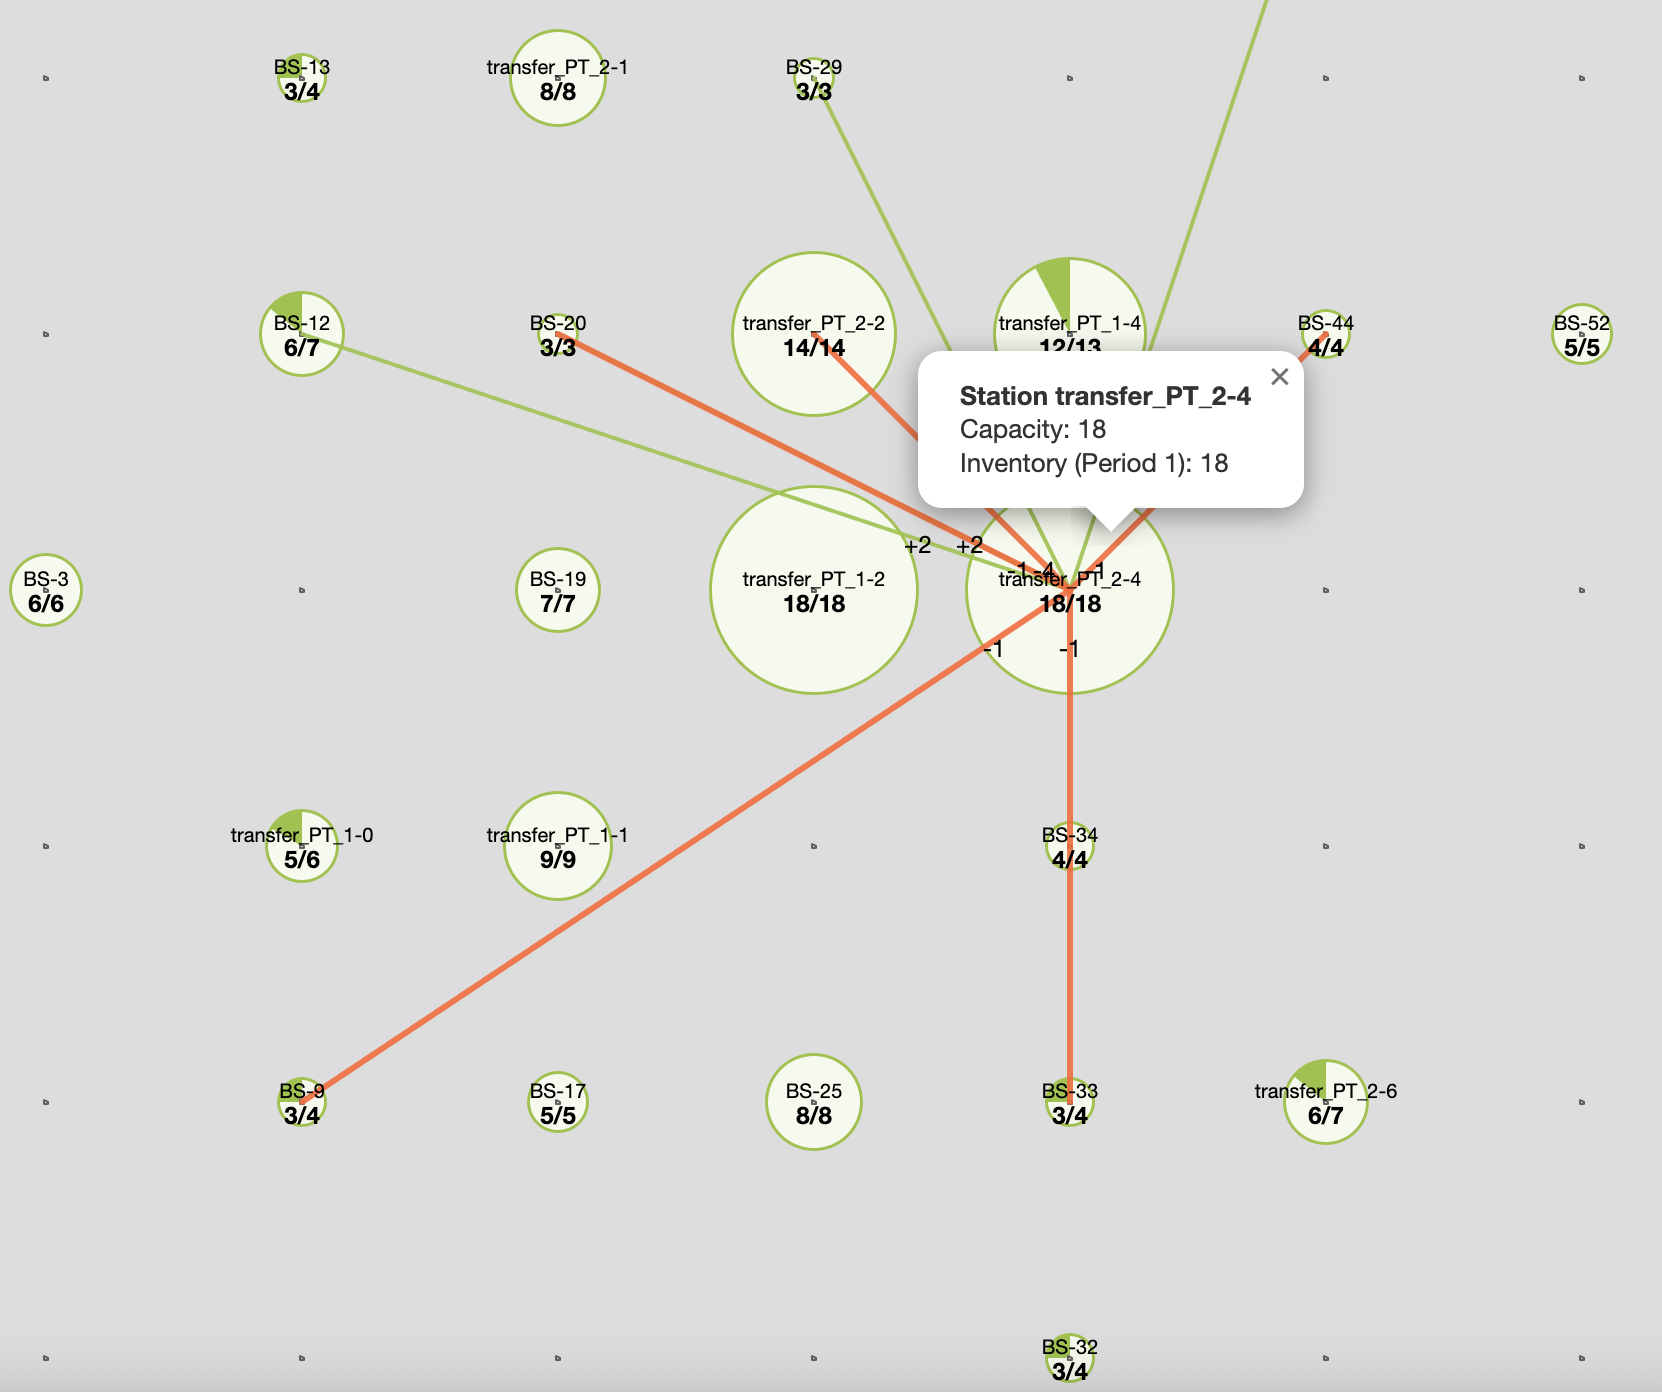 BS-13
3/4
transfer_PT_2-1
8/8
BS-29
3/3
BS-12
6/7
BS-20
3/3
transfer_PT_2-2
14/14
transfer_PT_1-4
12/13
BS-44
4/4
BS-52
5/5
×
Station transfer_PT_2-4
Capacity: 18
Inventory (Period 1): 18
+2
+2
-1
-4
BS-3
6/6
BS-19
7/7
transfer_PT_1-2
18/18
transfer_PT_2-4
18/18
-1
-1
transfer_PT_1-0
5/6
transfer_PT_1-1
9/9
BS-34
4/4
BS-9
3/4
BS-17
5/5
BS-25
8/8
BS-33
3/4
transfer_PT_2-6
6/7
BS-32
3/4